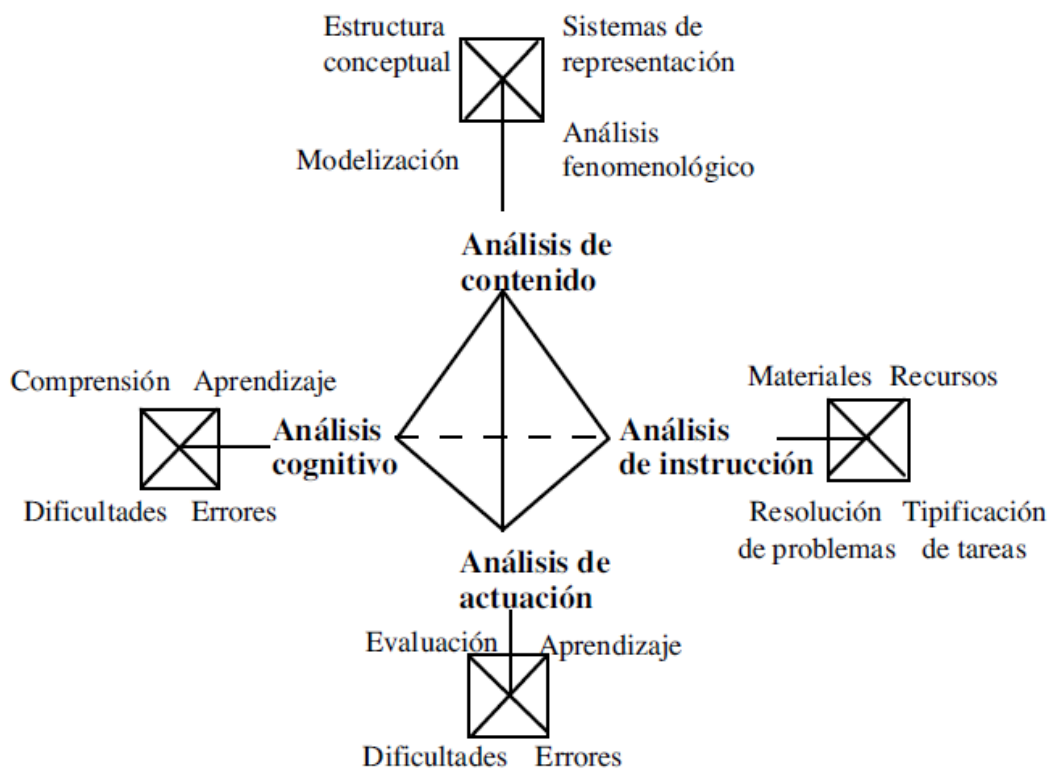 Estructura
conceptual
Sistemas de
representación
Modelización
Análisis
fenomenológico
Análisis de
contenido
Comprensión Aprendizaje
Dificultades Errores
Análisis
cognitivo
Análisis
de instrucción
Materiales Recursos
Resolución
de problemas
Tipificación
de tareas
Análisis de
actuación
Evaluación Aprendizaje
Dificultades Errores